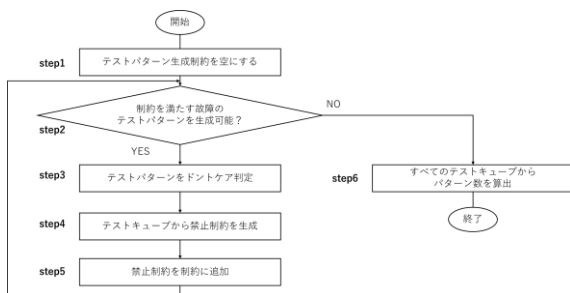 開始
step1
テストパターン生成制約を空にする
制約を満たす故障の
テストパターンを生成可能？
step2
NO
YES
step3
テストパターンをドントケア判定
step6
すべてのテストキューブから
パターン数を算出
step4
テストキューブから禁止制約を生成
終了
step5
禁止制約を制約に追加